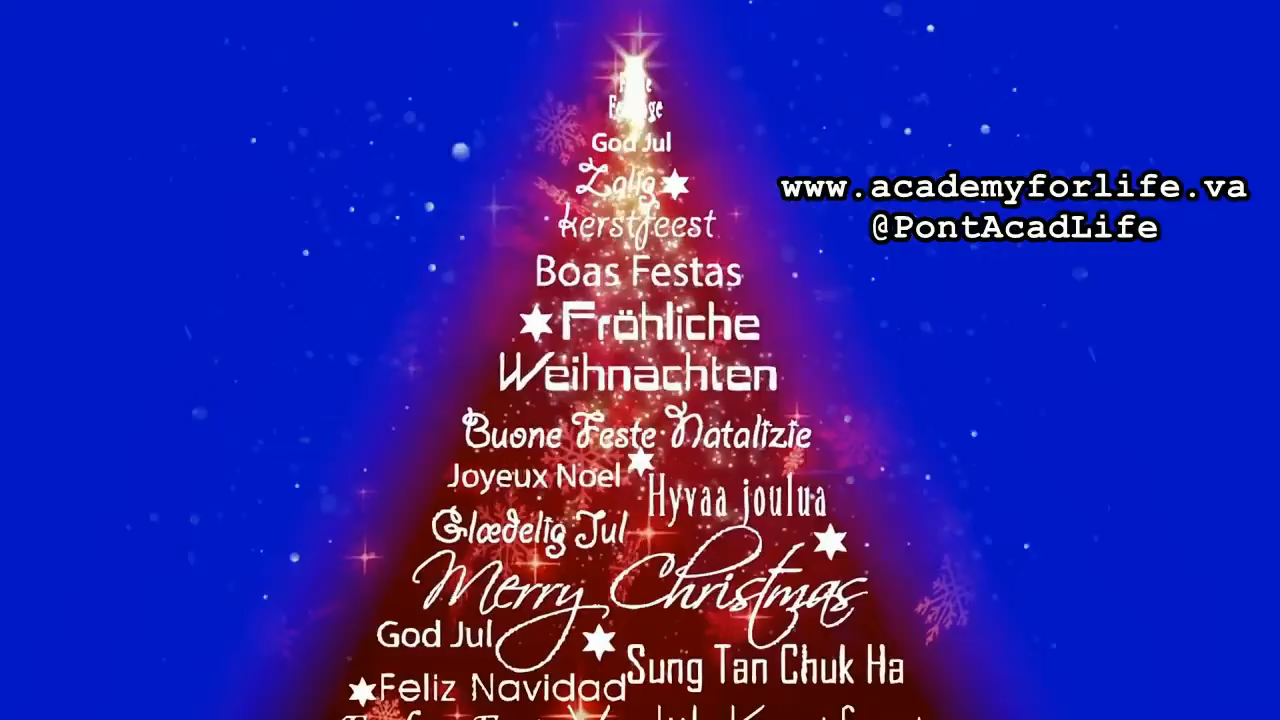 God Jul
Zalig
kerstfeest
www.academyforlife.va
@PontAcadLife
Boas Festas
Fröhliche
Weihnachten
Buone Feste Natalizie
Joyeux Noel
Hyvaa joulua
Glædelig Jul
Merry Christmas
God Jul
Sung Tan Chuk Ha
Feliz Navidad